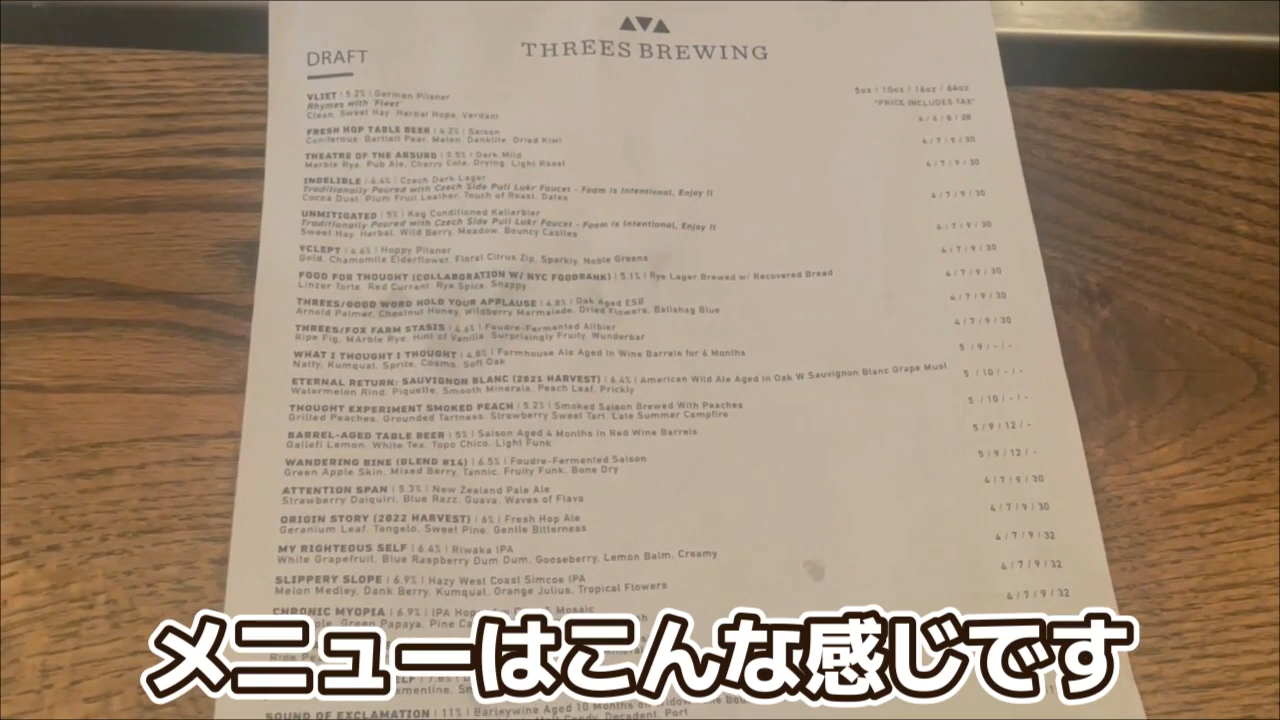 THREES BREWING
DRAFT
5oz / 10oz / 16oz / 64oz
"PRICE INCLUDES TAX"
VLIET | 5.2% | German Pilsner
Rhymes with 'Fleet'
Clean, Sweet Hay, Herbal Hops, Verdant
4 / 6 / 8 / 28
FRESH HOP TABLE BEER | 4.2% | Saison
Coniferous, Bartlett Pear, Melon, Danklite, Dried Kiwi
4 / 7 / 9 / 30
THEATRE OF THE ABSURD | 3.5% | Dark Mild
Marble Rye, Pub Ale, Cherry Cola, Drying, Light Roast
4 / 7 / 9 / 30
INDELIBLE | 4.4% | Czech Dark Lager
Traditionally Poured with Czech Side Pull Lukr Faucet - Foam is Intentional, Enjoy It
Cocoa Dust, Plum Fruit Leather, Touch of Roast, Dates
4 / 7 / 9 / 30
UNMITIGATED | 5% | Keg Conditioned Kellerbier
Traditionally Poured with Czech Side Pull Lukr Faucet - Foam is Intentional, Enjoy It
Sweet Hay, Herbal, Wild Berry, Meadow, Bouncy Castles
4 / 7 / 9 / 30
YCLEPT | 4.6% | Hoppy Pilsner
Gold, Chamomile Elderflower, Floral Citrus Zip, Sparkly, Noble Greens
4 / 7 / 9 / 30
FOOD FOR THOUGHT (COLLABORATION W/ NYC FOODBANK) | 5.1% | Rye Lager Brewed w/ Recovered Bread
Linzer Torte, Red Currant, Rye Spice, Snappy
4 / 7 / 9 / 30
THREES/GOOD WORD HOLD YOUR APPLAUSE | 4.8% | Oak Aged ESB
Arnold Palmer, Chestnut Honey, Wildberry Marmalade, Dried Flowers, Ballshag Blue
4 / 7 / 9 / 30
THREES/FOX FARM STASIS | 4.6% | Foudre-Fermented Altbier
Ripe Fig, MArble Rye, Hint of Vanilla, Surprisingly Fruity, Wunderbar
4 / 7 / 9 / 30
WHAT I THOUGHT I THOUGHT | 4.8% | Farmhouse Ale Aged In Wine Barrels for 6 Months
Natty, Kumquat, Sprite, Cosmo, Soft Oak
5 / 9 / - / -
ETERNAL RETURN: SAUVIGNON BLANC (2021 HARVEST) | 6.4% | American Wild Ale Aged in Oak W Sauvignon Blanc Grape Must
Watermelon Rind, Piquette, Smooth Minerals, Peach Leaf, Prickly
5 / 10 / - / -
THOUGHT EXPERIMENT SMOKED PEACH | 5.2% | Smoked Saison Brewed With Peaches
Grilled Peaches, Grounded Tartness, Strawberry Sweet Tart, Late Summer Campfire
5 / 10 / - / -
BARREL-AGED TABLE BEER | 5% | Saison Aged 4 Months in Red Wine Barrels
Gallefi Lemon, White Tea, Topo Chico, Light Funk
5 / 9 / 12 / -
WANDERING BINE (BLEND #14) | 6.5% | Foudre-Fermented Saison
Green Apple Skin, Mixed Berry, Tannic, Fruity Funk, Bone Dry
5 / 9 / 12 / -
ATTENTION SPAN | 5.3% | New Zealand Pale Ale
Strawberry Daiquiri, Blue Razz, Guava, Waves of Flava
4 / 7 / 9 / 30
ORIGIN STORY (2022 HARVEST) | 6% | Fresh Hop Ale
Geranium Leaf, Tangelo, Sweet Pine, Gentle Bitterness
4 / 7 / 9 / 30
MY RIGHTEOUS SELF | 6.4% | Riwaka IPA
White Grapefruit, Blue Raspberry Dum Dum, Gooseberry, Lemon Balm, Creamy
4 / 7 / 9 / 32
SLIPPERY SLOPE | 6.9% | Hazy West Coast Simcoe IPA
Melon Medley, Dank Berry, Kumquat, Orange Julius, Tropical Flowers
4 / 7 / 9 / 32
CHRONIC MYOPIA | 6.9% | IPA
Green Papaya, Pine
4 / 7 / 9 / 32
SOUND OF EXCLAMATION | 11% | Barleywine Aged 10 Months
Candy, Decadent, Port
メニューはこんな感じです